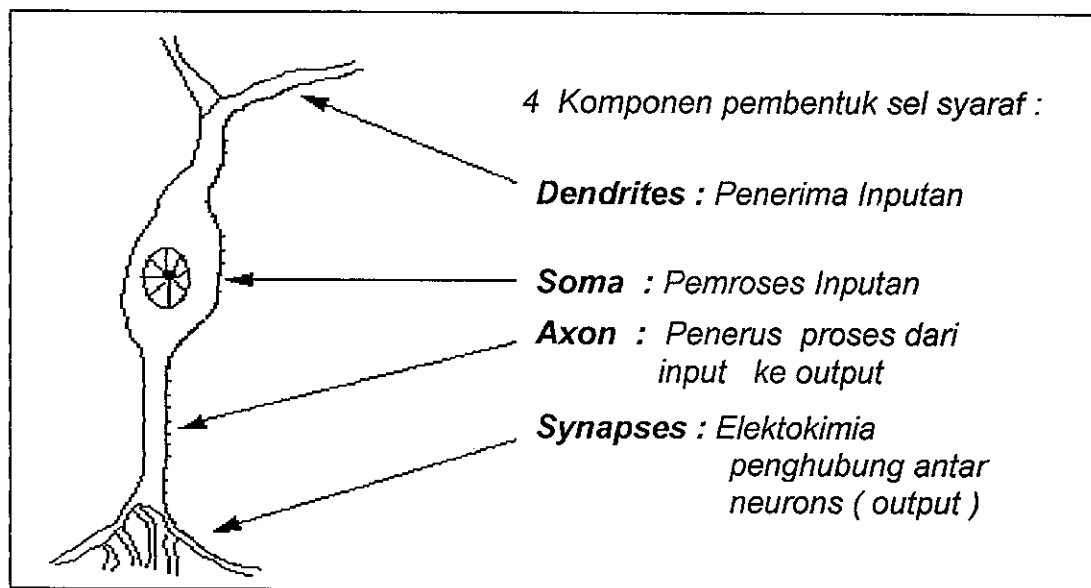 4 Komponen pembentuk sel syaraf :
Dendrites : Penerima Inputan
Soma : Pemroses Inputan
Axon : Penerus proses dari
input ke output
Synapses : Elektokimia
penghubung antar
neurons ( output )